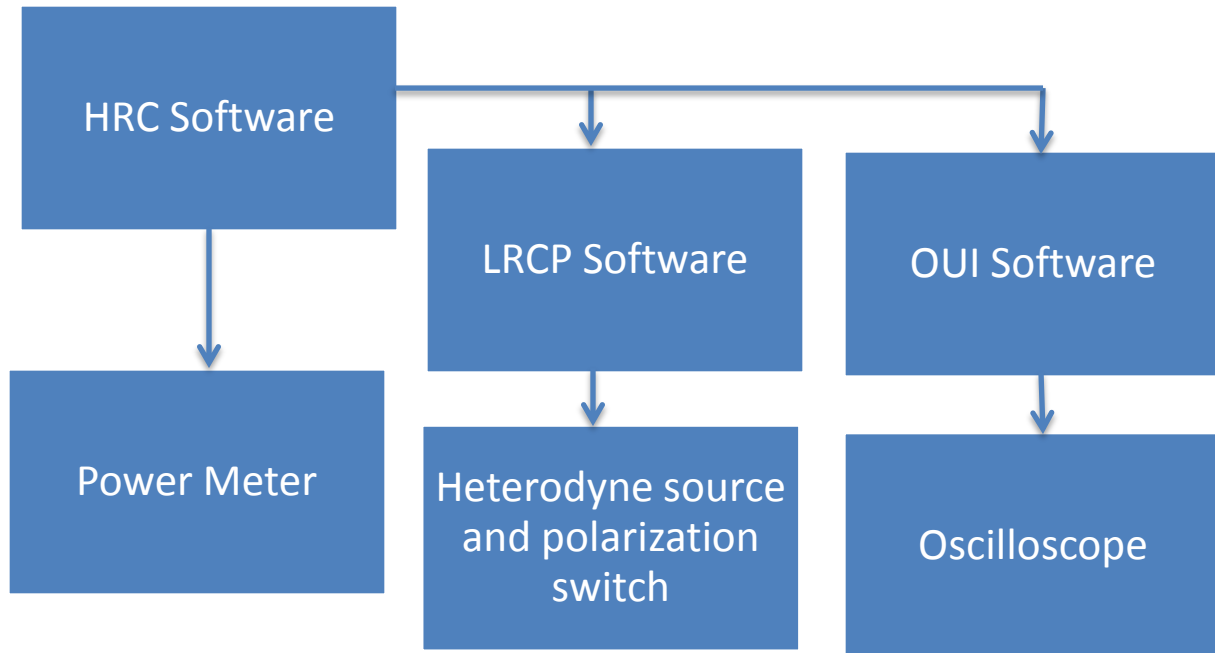 HRC Software
LRCP Software
OUI Software
Power Meter
Heterodyne source
and polarization
switch
Oscilloscope